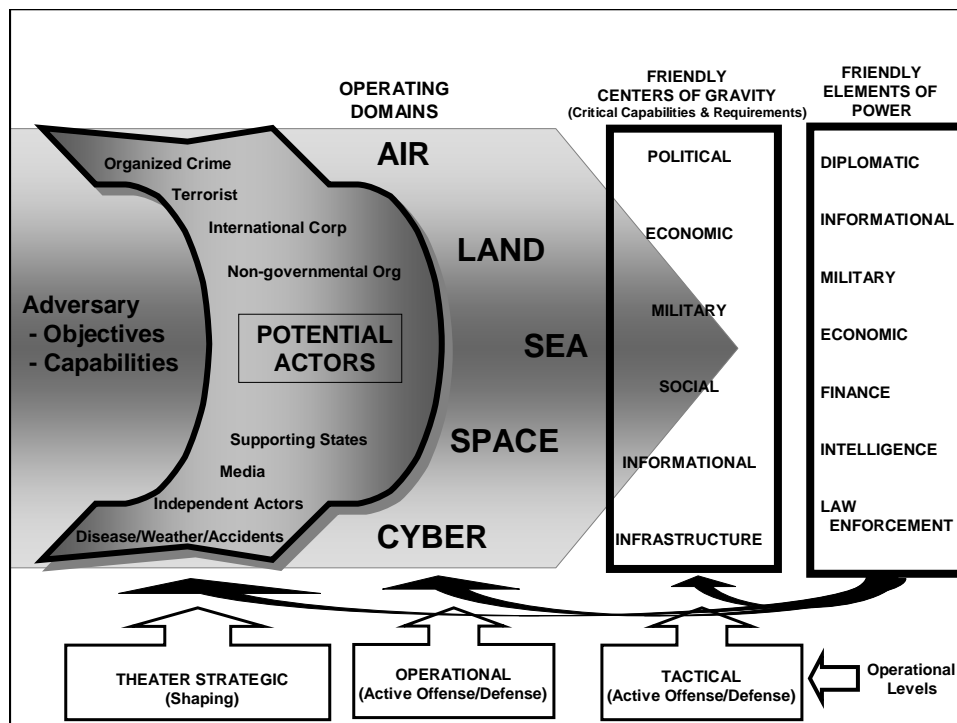 OPERATING
DOMAINS
FRIENDLY
CENTERS OF GRAVITY
(Critical Capabilities & Requirements)
FRIENDLY
ELEMENTS OF
POWER
Adversary
- Objectives
- Capabilities
Organized Crime
Terrorist
International Corp
Non-governmental Org
POTENTIAL
ACTORS
Supporting States
Media
Independent Actors
Disease/Weather/Accidents
AIR
LAND
SEA
SPACE
CYBER
POLITICAL
ECONOMIC
MILITARY
SOCIAL
INFORMATIONAL
INFRASTRUCTURE
DIPLOMATIC
INFORMATIONAL
MILITARY
ECONOMIC
FINANCE
INTELLIGENCE
LAW
ENFORCEMENT
THEATER STRATEGIC
(Shaping)
OPERATIONAL
(Active Offense/Defense)
TACTICAL
(Active Offense/Defense)
Operational
Levels